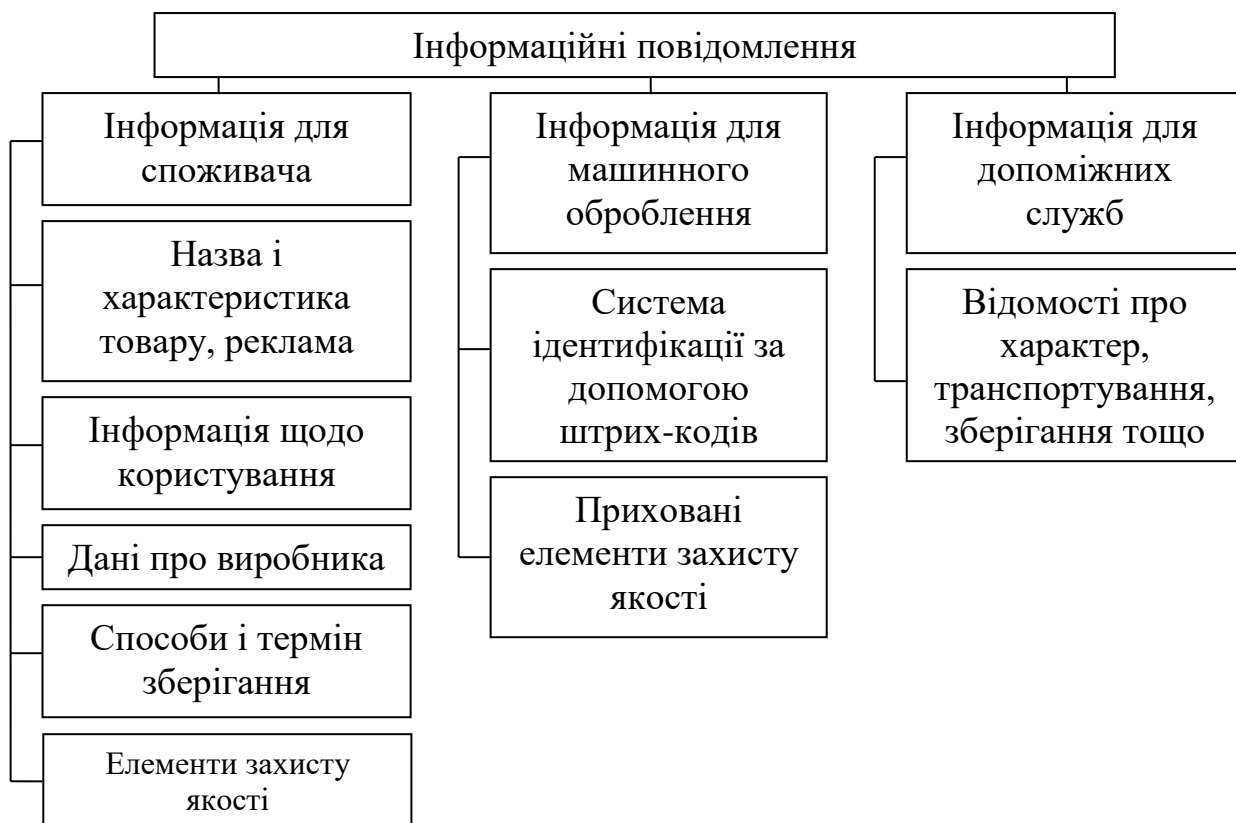 Інформаційні повідомлення
Інформація для
споживача
Назва і
характеристика
товару, реклама
Інформація щодо
користування
Дані про виробника
Способи і термін
зберігання
Елементи захисту
якості
Інформація для
машинного
оброблення
Система
ідентифікації за
допомогою
штрих-кодів
Приховані
елементи захисту
якості
Інформація для
допоміжних
служб
Відомості про
характер,
транспортування,
зберігання тощо